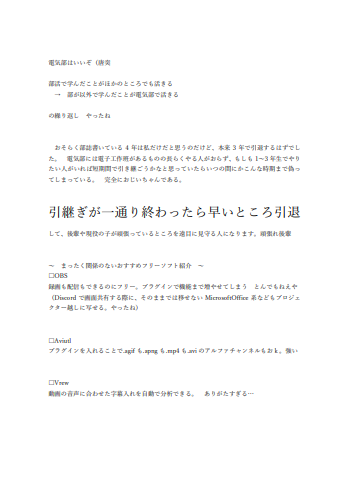 電気部はいいぞ（唐突
部活で学んだことがほかのところでも活きる
→　部が以外で学んだことが電気部で活きる
の繰り返し　やったね
おそらく部誌書いている 4 年は私だけだと思うのだけど、本来 3 年で引退するはずでし
た。　電気部には電子工作班があるものの長らくやる人がおらず、もしも 1～3 年生でやり
たい人がいれば短期間で引き継ごうかなと思っていたらいつの間にかこんな時期まで偽っ
てしまっている。　完全におじいちゃんである。
引継ぎが一通り終わったら早いところ引退
して、後輩や現役の子が頑張っているところを遠目に見守る人になります。頑張れ後輩
～　まったく関係のないおすすめフリーソフト紹介　～
□OBS
録画も配信もできるのにフリー。プラグインで機能まで増やせてしまう　とんでもねえや
（Discord で画面共有する際に、そのままでは移せない MicrosoftOffice 系などもプロジェ
クター越しに写せる。やったね）
□Aviutl
プラグインを入れることで.agif も.apng も.mp4 も.avi のアルファチャンネルもおｋ。強い
□Vrew
動画の音声に合わせた字幕入れを自動で分析できる。　ありがたすぎる…